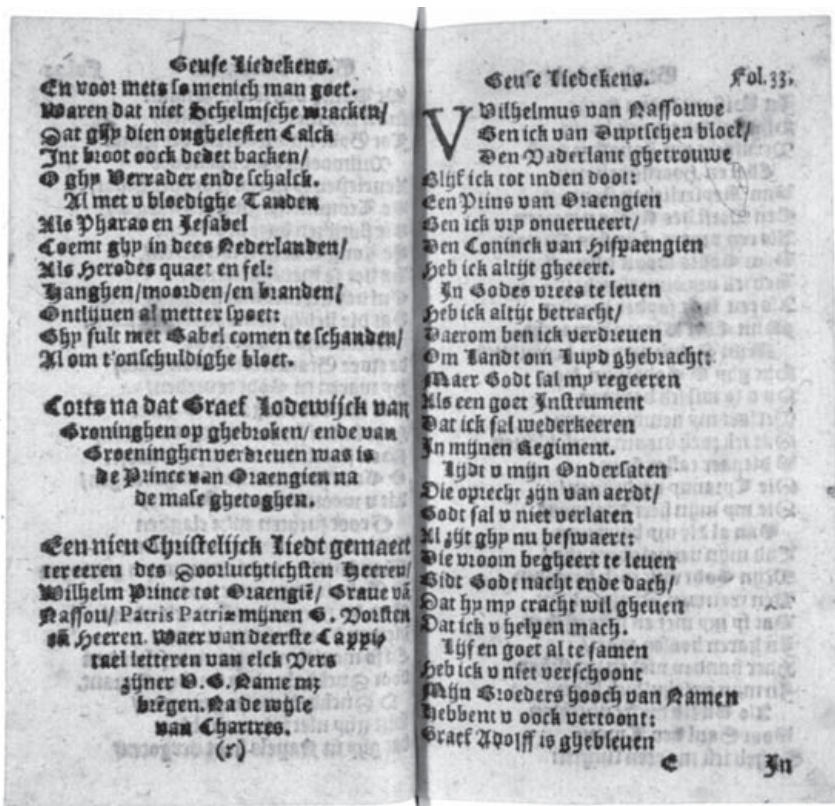 Geuse Liedekens.
En voor mets so menich man goet.
Waren dat niet Schelmsche wracken/
Dat ghy dien onghelesten Calck
Int broot oock dedet backen/
O ghy Verrader ende schalck.
Al met v bloedighe Tanden
Als Pharao en Jesabel
Coemt ghy in dees Nederlanden/
Als Herodes quaet en fel:
Hanghen/moorden/en branden/
Ontlijuen al metter spoet:
Ghy sult met Babel comen te schanden/
Al om t'onschuldighe bloet.
Corts na dat Graef Lodewijck van
Groninghen op ghebroken/ ende van
Groeninghen verdreuen was is
de Prince van Oraengien na
de mase ghetoghen.
Een nieu Christelijck Liedt gemaect
ter eeren des Doorluchtichsten Heeren/
Wilhelm Prince tot Oraengiē/ Graue vā
Nassou/ Patris Patriæ mijnen G. Vorsten
eñ Heeren. Waer van deerste Cappi-
tael letteren van elck Vers
zijner V. G. Name mz
brēgen. Na de wijse
van Chartres.
(r)
Geuse Liedekens. Fol.33.
VVilhelmus van Nassouwe
Ben ick van Duytschen bloet/
Den Vaderlant ghetrouwe
Blijf ick tot inden doot:
Een Prins van Oraengien
Ben ick vry onuerueert/
Den Coninck van Hispaengien
Heb ick altijt gheeert.
In Godes vrees te leuen
Heb ick altijt betracht/
Daerom ben ick verdreuen
Om Landt om Luyd ghebracht:
Maer Godt sal my regeeren
Als een goet Instrument
Dat ick sal wederkeeren
In mijnen Regiment.
Lijdt v mijn Ondersaten
Die oprecht zijn van aerdt/
Godt sal v niet verlaten
Al zijt ghy nu beswaert:
Die vroom begheert te leuen
Bidt Godt nacht ende dach/
Dat hy my cracht wil gheuen
Dat ick v helpen mach.
Lijf en goet al te samen
Heb ick v niet verschoont
Mijn Broeders hooch van Namen
Hebbent v oock vertoont:
Graef Adolff is ghebleuen
E In